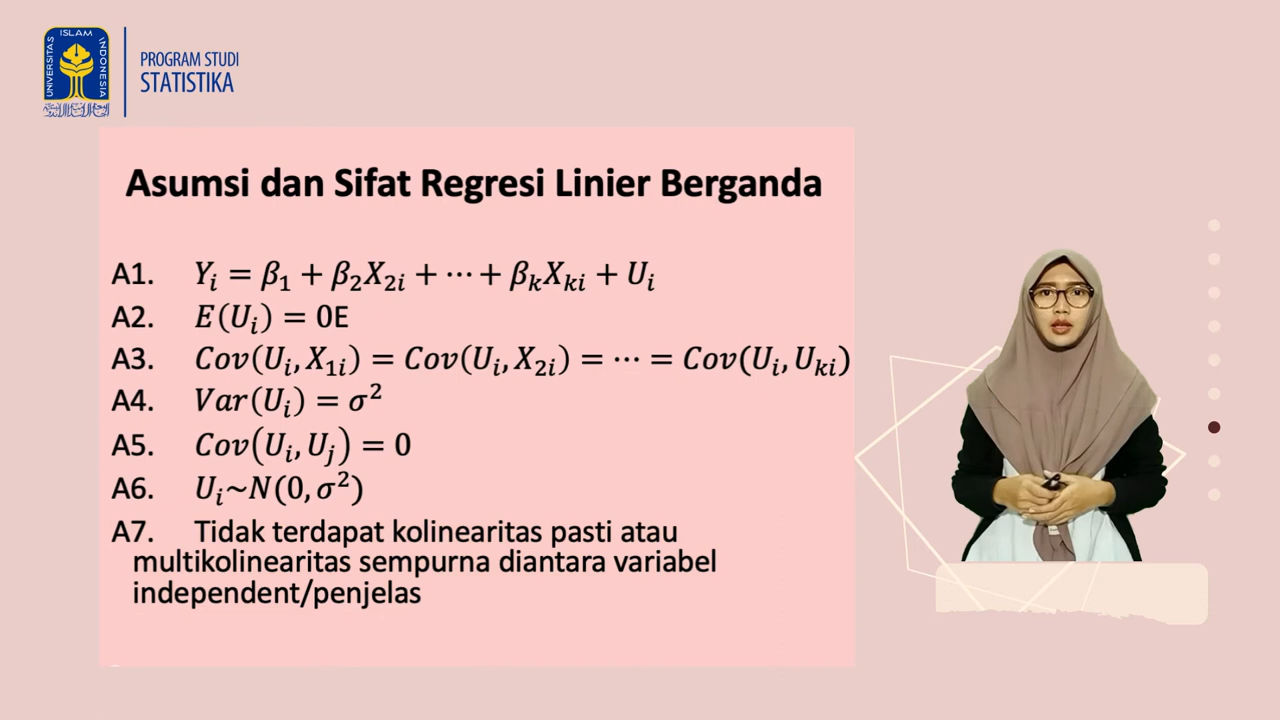 UNIVERSITAS ISLAM INDONESIA
PROGRAM STUDI
STATISTIKA
Asumsi dan Sifat Regresi Linier Berganda
A1. Yᵢ = β₁ + β₂X₂ᵢ + ⋯ + βₖXₖᵢ + Uᵢ
A2. E(Uᵢ) = 0E
A3. Cov(Uᵢ, X₁ᵢ) = Cov(Uᵢ, X₂ᵢ) = ⋯ = Cov(Uᵢ, Uₖᵢ)
A4. Var(Uᵢ) = σ²
A5. Cov(Uᵢ, Uⱼ) = 0
A6. Uᵢ~N(0, σ²)
A7. Tidak terdapat kolinearitas pasti atau
multikolinearitas sempurna diantara variabel
independent/penjelas